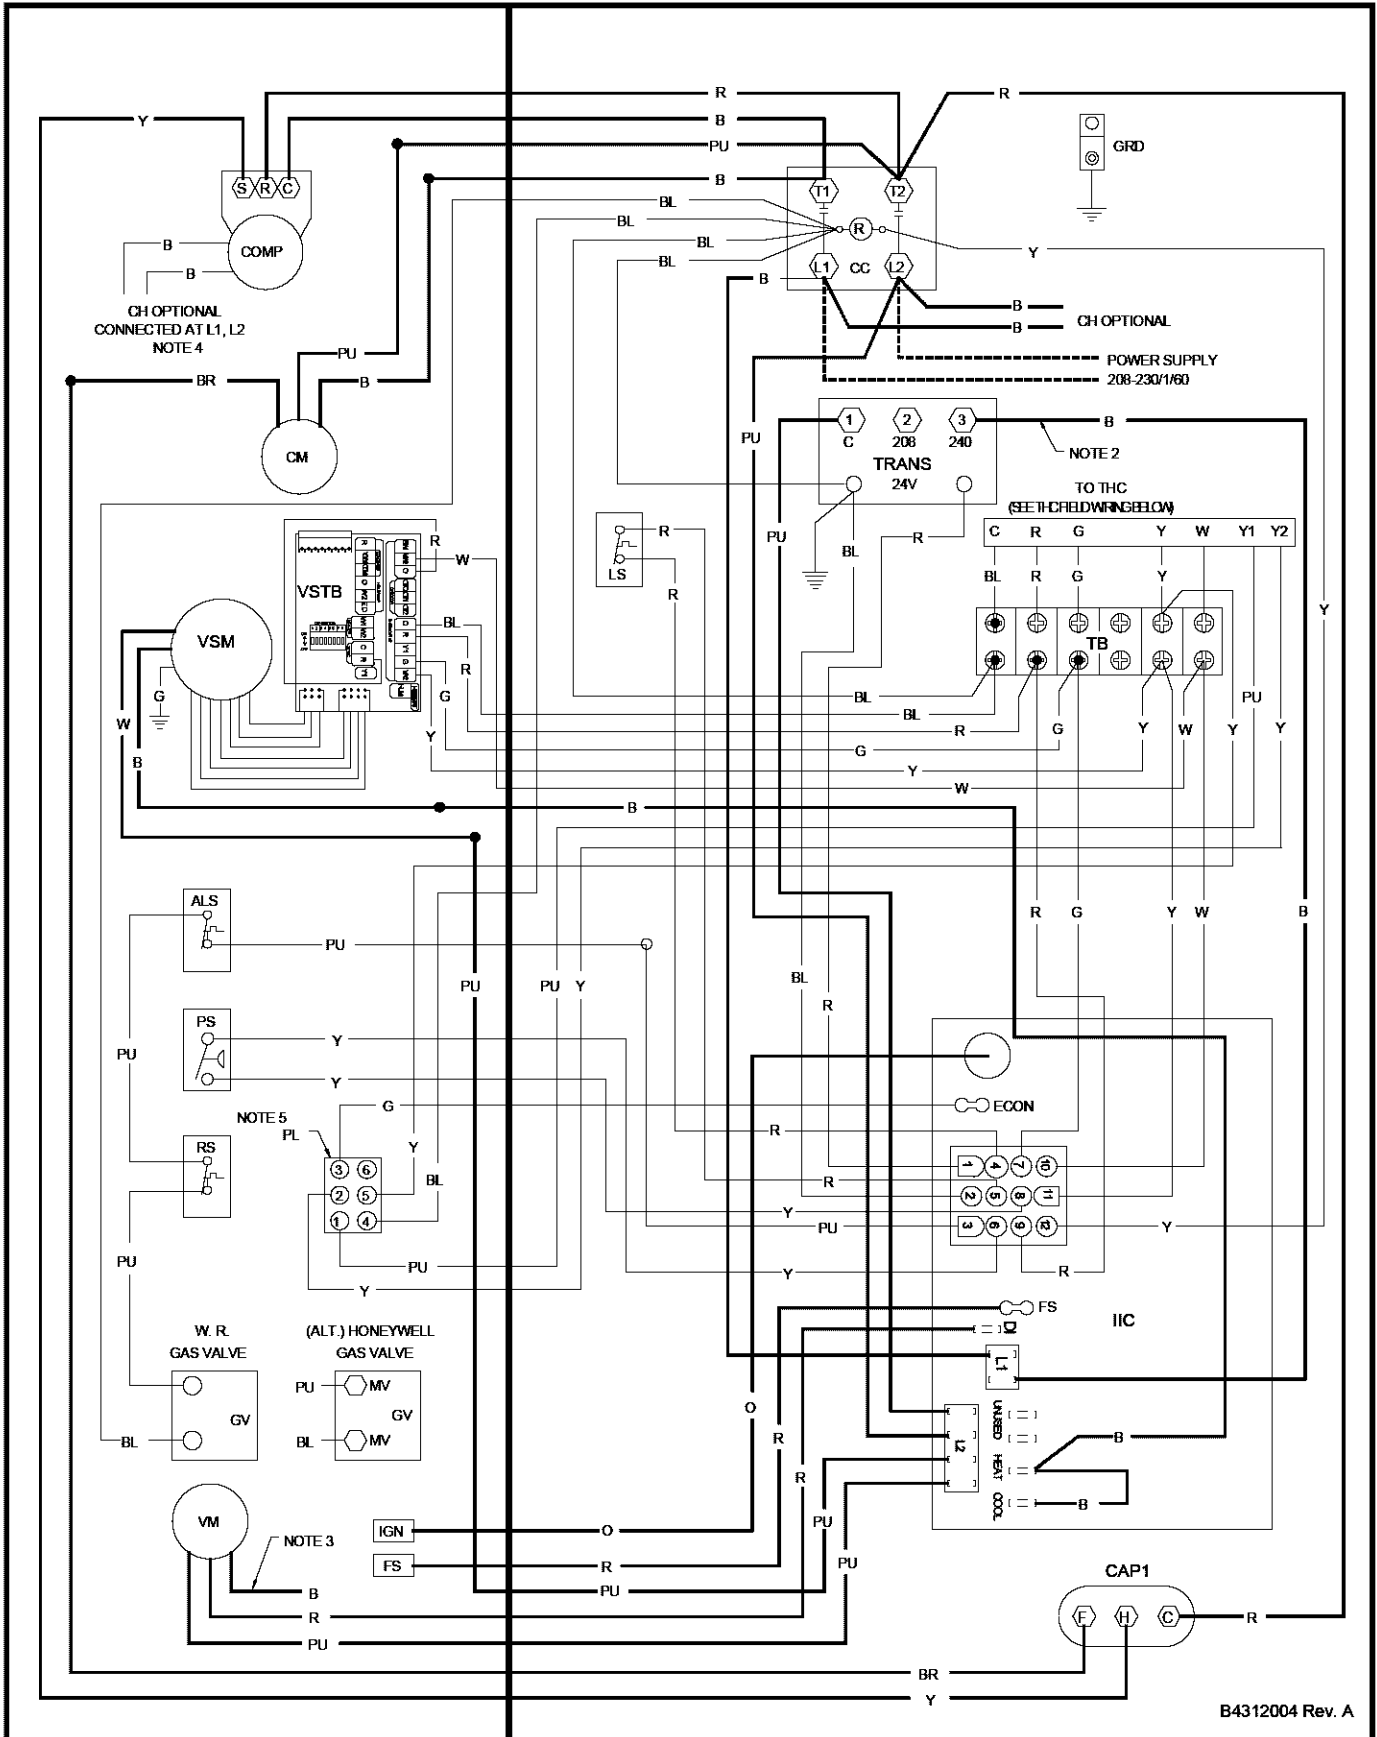 R
R
Y
B
PU
GRD
B
S R C
T1 T2
BL
BL
R
COMP
B
BL
Y
BL
L1 CC L2
B
B
B
CH OPTIONAL
CONNECTED AT L1, L2
NOTE 4
B
CH OPTIONAL
PU
POWER SUPPLY
208-230/1/60
BR
B
1 2 3
C 208 240
B
PU
TRANS
24V
NOTE 2
CM
TO THC
(SEE THC FIELD WIRING BELOW)
C R G Y W Y1 Y2
R
R
PU
BL
R
W
LS
BL R G Y
VSTB
R
Y
VSM
BL
TB
R
G
G
BL
PU
W
BL
Y
R
G
Y
W
Y
Y
B
G
Y
W
B
ALS
R G Y W
B
PU
PU
PU Y
BL
R
PS
Y
PU
Y
NOTE 5
PL
G
ECON
R
Y
RS
3 6
2 5
1 4
BL
R
1 4 7 10
2 5 8 11
3 6 9 12
Y
PU
Y
PU
PU
Y
R
Y
FS
IIC
DI
W. R.
GAS VALVE
(ALT.) HONEYWELL
GAS VALVE
L1
PU
MV
GV
GV
O
R
UNUSED
BL
BL
MV
L2
B
HEAT
R
COOL
B
VM
PU
NOTE 3
IGN
O
FS
R
PU
PU
CAP1
B
R
F H C
R
PU
BR
Y
B4312004 Rev. A